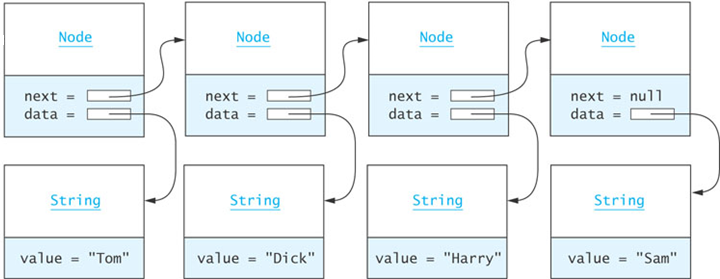 Node
next =
data =
Node
next =
data =
Node
next =
data =
Node
next = null
data =
String
value = "Tom"
String
value = "Dick"
String
value = "Harry"
String
value = "Sam"